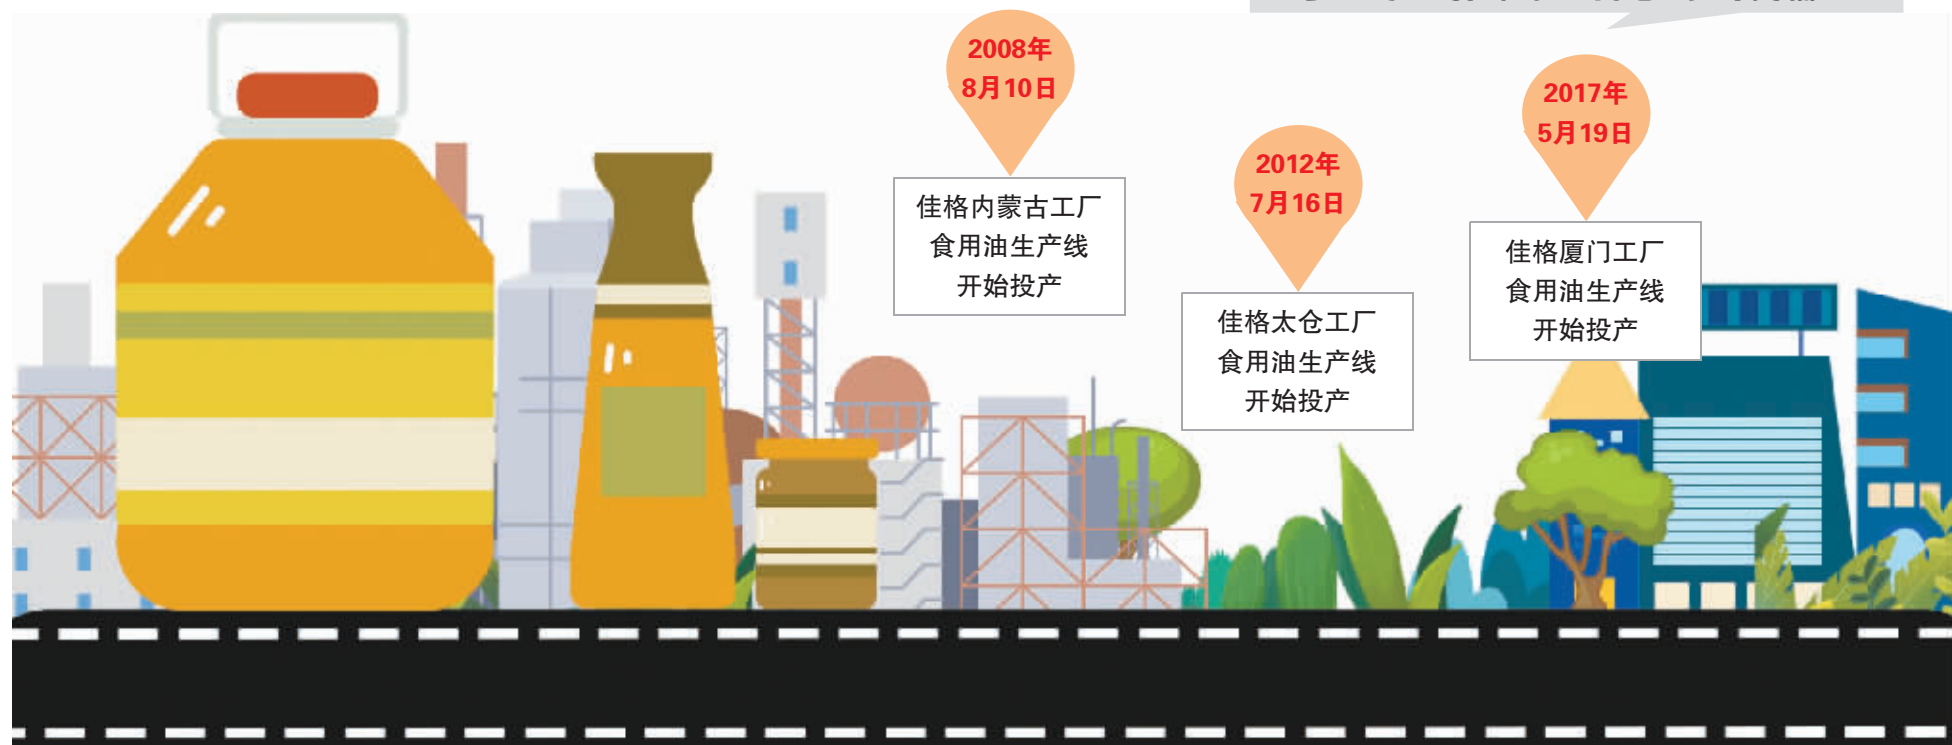 2008年
8月10日
佳格内蒙古工厂
食用油生产线
开始投产
2012年
7月16日
佳格太仓工厂
食用油生产线
开始投产
2017年
5月19日
佳格厦门工厂
食用油生产线
开始投产